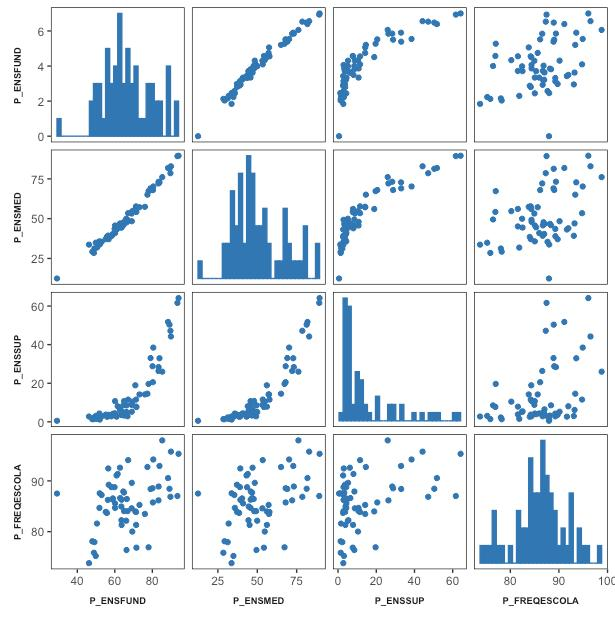 P_ENSFUND
6
4
2
0
P_ENSMED
75
50
25
P_ENSSUP
60
40
20
0
P_FREQESCOLA
90
80
40 60 80 25 50 75 0 20 40 60 80 90 100
P_ENSFUND P_ENSMED P_ENSSUP P_FREQESCOLA